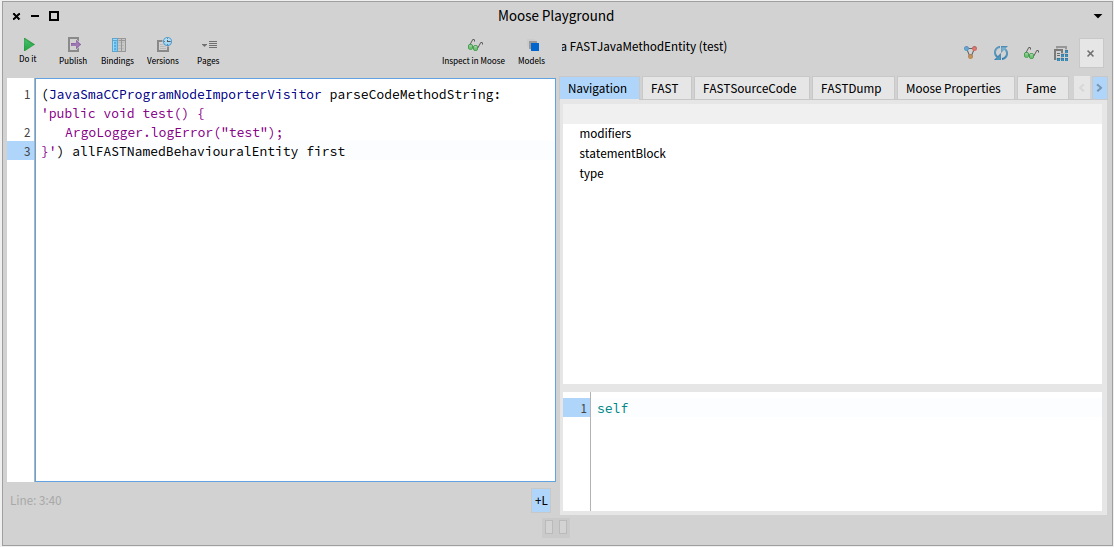 Moose Playground
Do it
Publish
Bindings
Versions
Pages
Inspect in Moose
Models
1 (JavaSmaCCProgramNodeImporterVisitor parseCodeMethodString:
'public void test() {
2 ArgoLogger.logError("test");
3 }') allFASTNamedBehaviouralEntity first
Line: 3:40
+L
a FASTJavaMethodEntity (test)
Navigation
FAST
FASTSourceCode
FASTDump
Moose Properties
Fame
modifiers
statementBlock
type
1 self